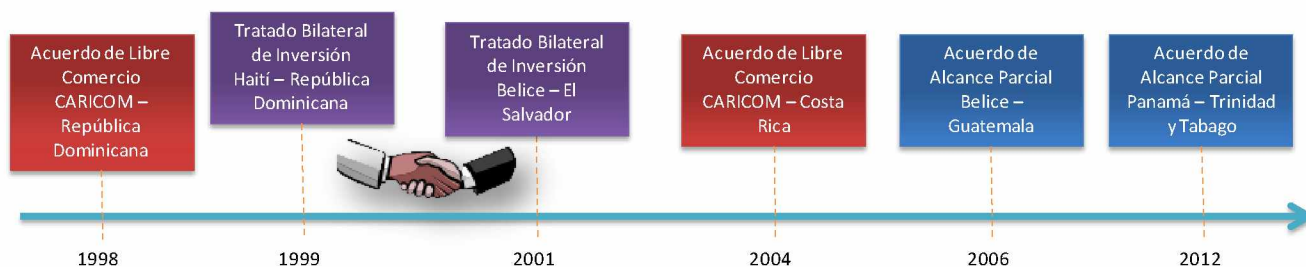 Acuerdo de Libre
Comercio
CARICOM –
República
Dominicana
Tratado Bilateral
de Inversión
Haití – República
Dominicana
Tratado Bilateral
de Inversión
Belice – El
Salvador
Acuerdo de Libre
Comercio
CARICOM – Costa
Rica
Acuerdo de
Alcance Parcial
Belice –
Guatemala
Acuerdo de
Alcance Parcial
Panamá – Trinidad
y Tabago
1998
1999
2001
2004
2006
2012